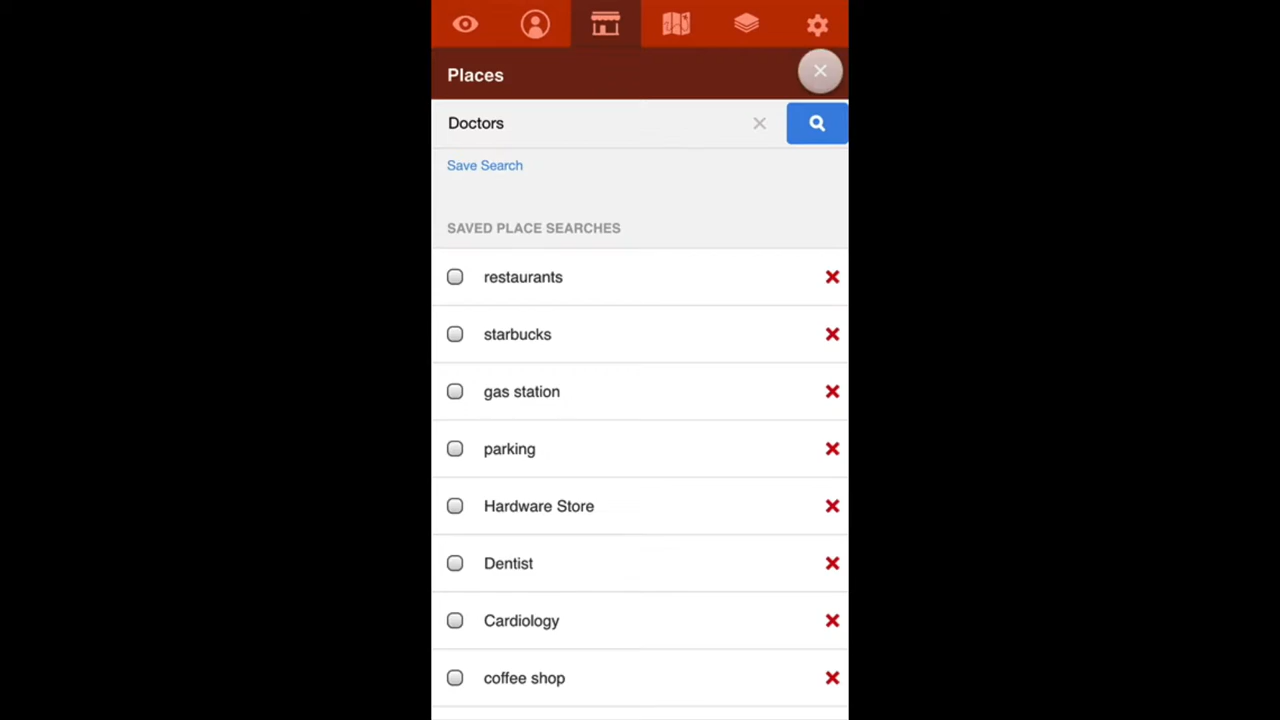 Places
Doctors
Save Search
SAVED PLACE SEARCHES
restaurants
starbucks
gas station
parking
Hardware Store
Dentist
Cardiology
coffee shop